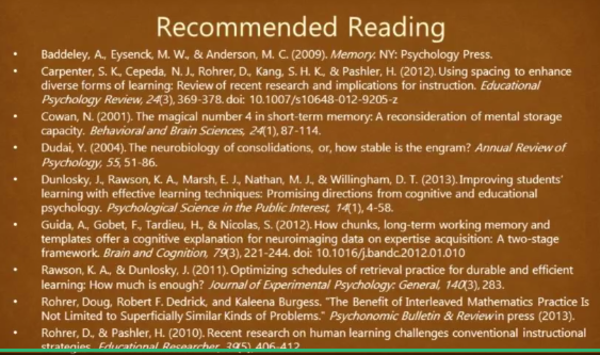 Recommended Reading
• Baddeley, A., Eysenck, M. W., & Anderson, M. C. (2009). Memory. NY: Psychology Press.
• Carpenter, S. K., Cepeda, N. J., Rohrer, D., Kang, S. H. K., & Pashler, H. (2012). Using spacing to enhance
diverse forms of learning: Review of recent research and implications for instruction. Educational
Psychology Review, 24(3), 369-378. doi: 10.1007/s10648-012-9205-z
• Cowan, N. (2001). The magical number 4 in short-term memory: A reconsideration of mental storage
capacity. Behavioral and Brain Sciences, 24(1), 87-114.
• Dudai, Y. (2004). The neurobiology of consolidations, or, how stable is the engram? Annual Review of
Psychology, 55, 51-86.
• Dunlosky, J., Rawson, K. A., Marsh, E. J., Nathan, M. J., & Willingham, D. T. (2013). Improving students'
learning with effective learning techniques: Promising directions from cognitive and educational
psychology. Psychological Science in the Public Interest, 14(1), 4-58.
• Guida, A., Gobet, F., Tardieu, H., & Nicolas, S. (2012). How chunks, long-term working memory and
templates offer a cognitive explanation for neuroimaging data on expertise acquisition: A two-stage
framework. Brain and Cognition, 79(3), 221-244. doi: 10.1016/j.bandc.2012.01.010
• Rawson, K. A., & Dunlosky, J. (2011). Optimizing schedules of retrieval practice for durable and efficient
learning: How much is enough? Journal of Experimental Psychology: General, 140(3), 283.
• Rohrer, Doug, Robert F. Dedrick, and Kaleena Burgess. "The Benefit of Interleaved Mathematics Practice Is
Not Limited to Superficially Similar Kinds of Problems." Psychonomic Bulletin & Review in press (2013).
• Rohrer, D., & Pashler, H. (2010). Recent research on human learning challenges conventional instructional
strategies. Educational Researcher, 39(5), 406-412.